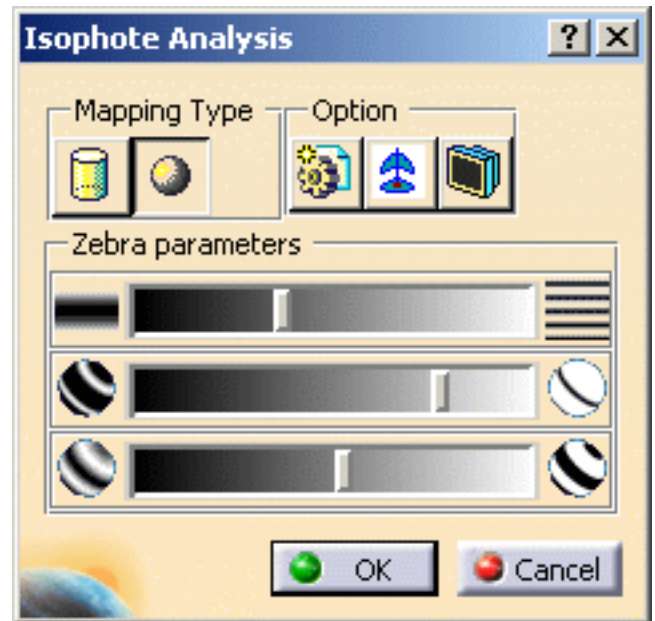 Isophote Analysis
Mapping Type
Option
Zebra parameters
OK
Cancel